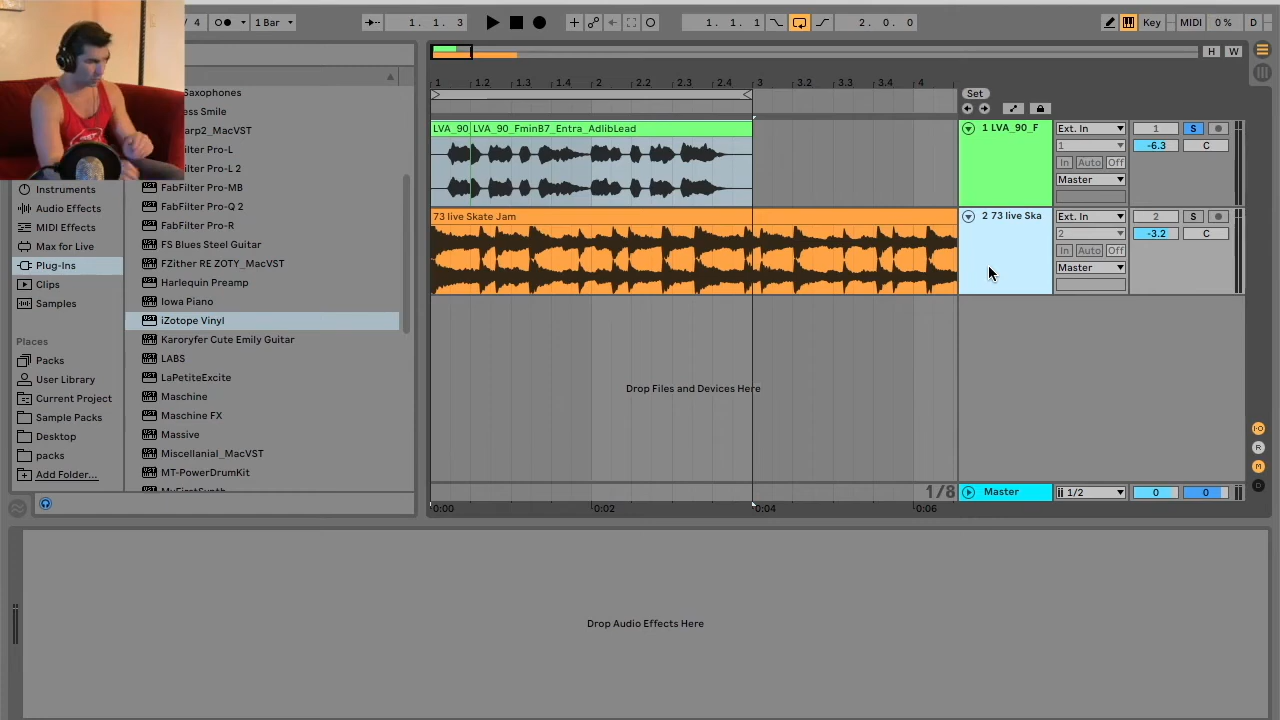 / 4
1 Bar
1. 1. 3
1. 1. 1
2. 0. 0
Key
MIDI
0 %
D
H
W
Saxophones
ess Smile
arp2_MacVST
Filter Pro-L
Filter Pro-L 2
FabFilter Pro-MB
FabFilter Pro-Q 2
FabFilter Pro-R
FS Blues Steel Guitar
FZither RE ZOTY_MacVST
Harlequin Preamp
Iowa Piano
iZotope Vinyl
Karoryfer Cute Emily Guitar
LABS
LaPetiteExcite
Maschine
Maschine FX
Massive
Miscellanial_MacVST
MT-PowerDrumKit
MyFirstSynth
Instruments
Audio Effects
MIDI Effects
Max for Live
Plug-Ins
Clips
Samples
Places
Packs
User Library
Current Project
Sample Packs
Desktop
packs
Add Folder...
1
1.2
1.3
1.4
2
2.2
2.3
2.4
3
3.2
3.3
3.4
4
Set
LVA_90
LVA_90_FminB7_Entra_AdlibLead
1 LVA_90_F
Ext. In
1
S
1
-6.3
C
In
Auto
Off
Master
73 live Skate Jam
2 73 live Ska
Ext. In
2
S
2
-3.2
C
In
Auto
Off
Master
Drop Files and Devices Here
1/8
Master
1/2
0
0
0:00
0:02
0:04
0:06
I·O
R
M
D
Drop Audio Effects Here